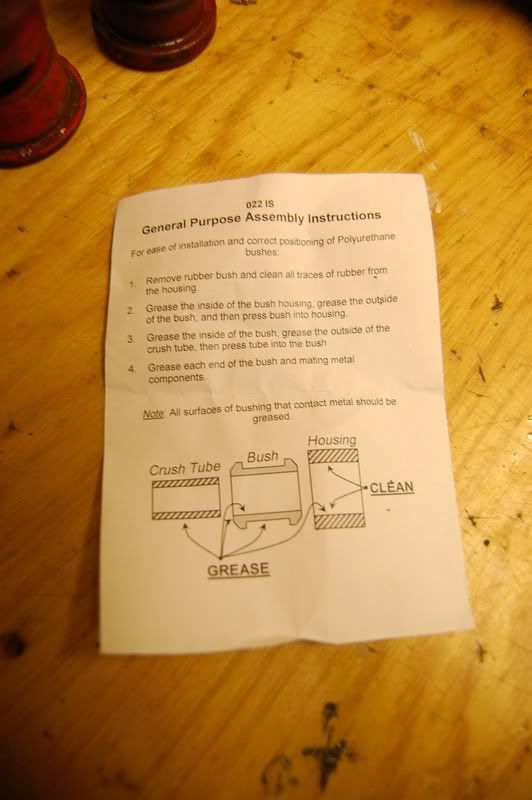 022 IS
General Purpose Assembly Instructions
For ease of installation and correct positioning of Polyurethane
bushes:
1. Remove rubber bush and clean all traces of rubber from
the housing.
2. Grease the inside of the bush housing, grease the outside
of the bush, and then press bush into housing.
3. Grease the inside of the bush, grease the outside of the
crush tube, then press tube into the bush
4. Grease each end of the bush and mating metal
components.
Note: All surfaces of bushing that contact metal should be
greased.
Crush Tube
Bush
Housing
CLEAN
GREASE